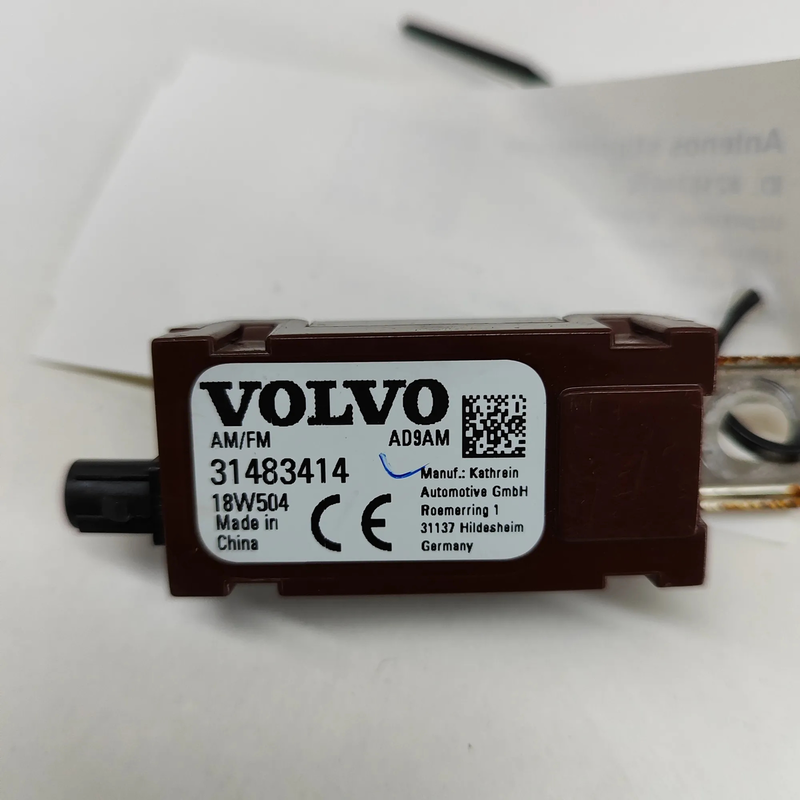 VOLVO
AM/FM AD9AM
31483414
18W504
Made in
China
CE
Manuf.: Kathrein
Automotive GmbH
Roemerring 1
31137 Hildesheim
Germany